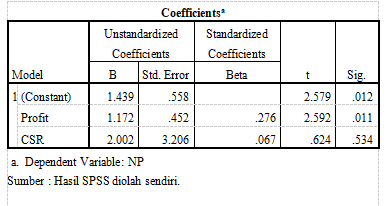 Coefficientsa
Unstandardized Standardized
Coefficients Coefficients
Model B Std. Error Beta t Sig.
1 (Constant) 1.439 .558 2.579 .012
Profit 1.172 .452 .276 2.592 .011
CSR 2.002 3.206 .067 .624 .534
a. Dependent Variable: NP
Sumber : Hasil SPSS diolah sendiri.